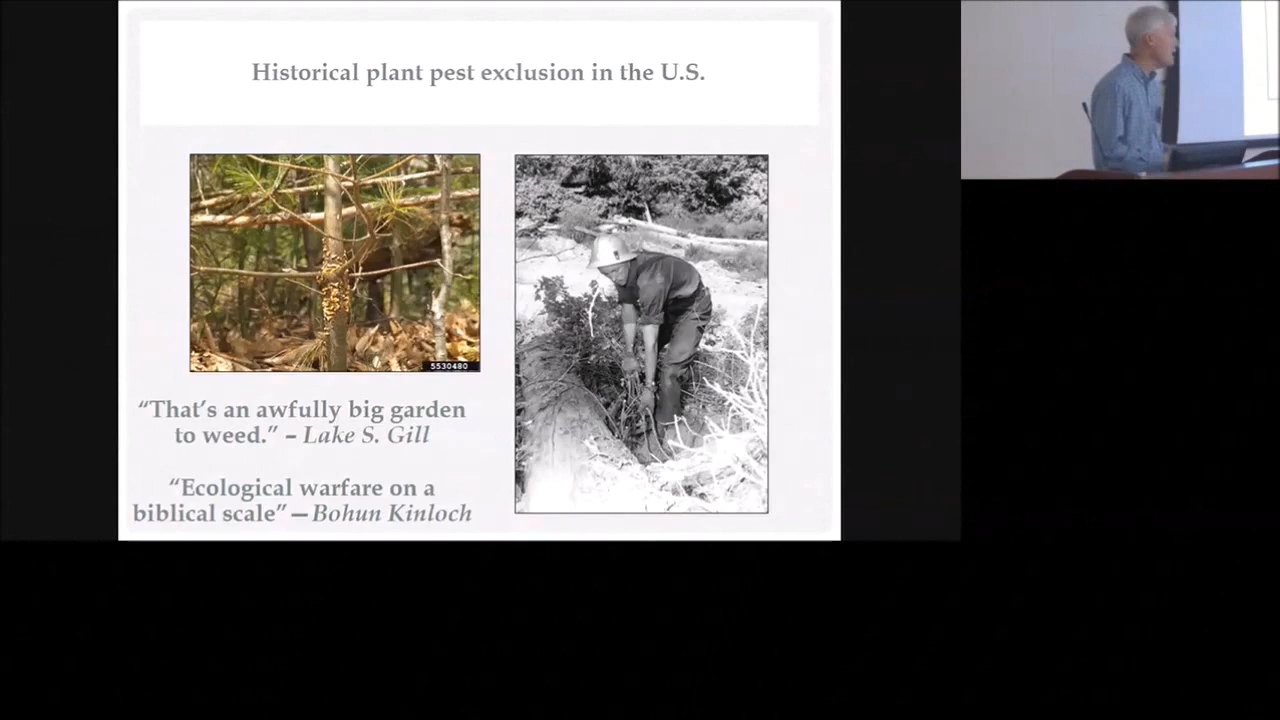 Historical plant pest exclusion in the U.S.
5530480
“That’s an awfully big garden
to weed.” – Lake S. Gill
“Ecological warfare on a
biblical scale”—Bohun Kinloch